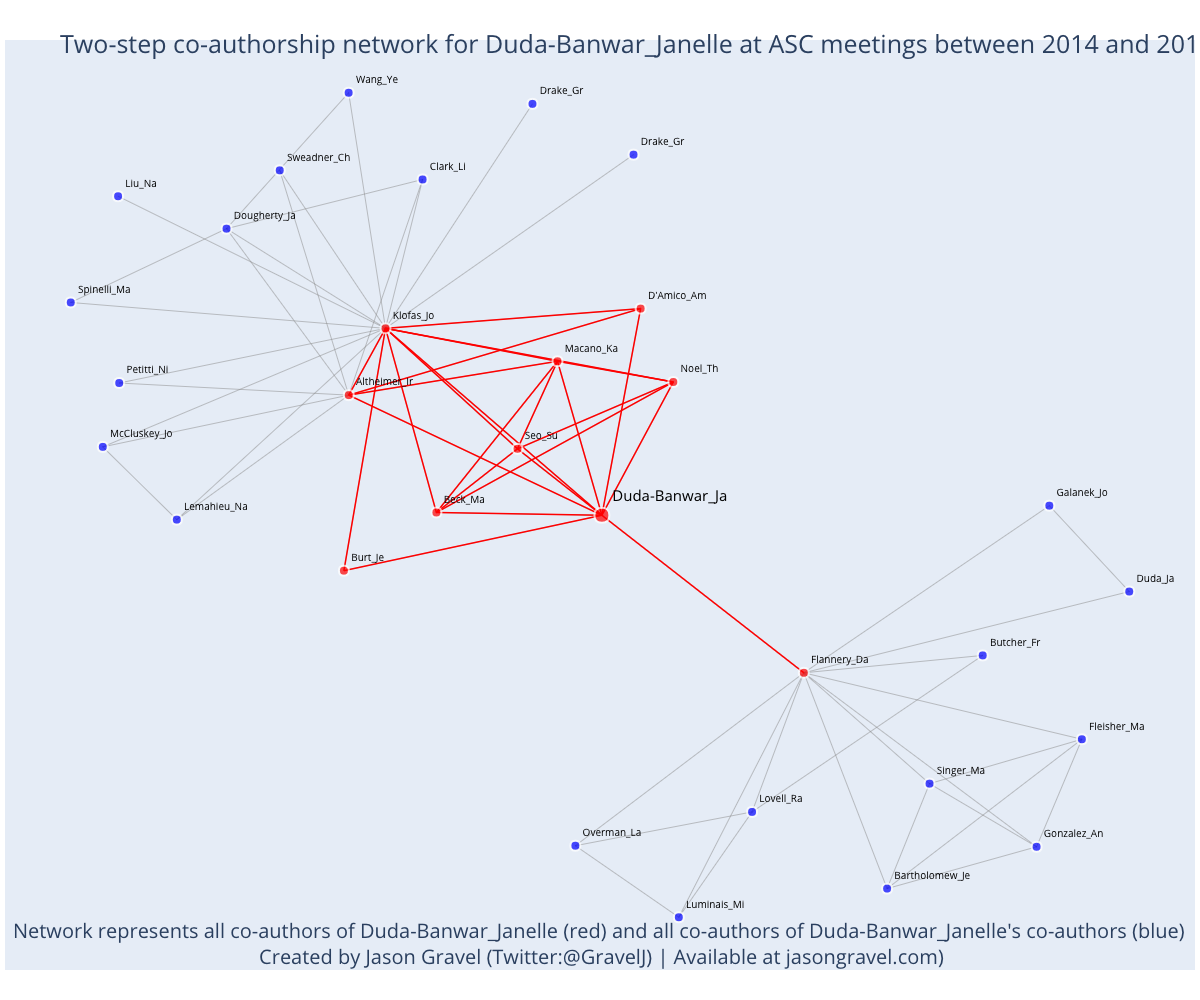 Two-step co-authorship network for Duda-Banwar_Janelle at ASC meetings between 2014 and 201
Wang_Ye
Drake_Gr
Drake_Gr
Sweadner_Ch
Clark_Li
Liu_Na
Dougherty_Ja
Spinelli_Ma
D'Amico_Am
Klofas_Jo
Macano_Ka
Noel_Th
Petitti_Ni
Altheimer_Ir
McCluskey_Jo
Seo_Su
Duda-Banwar_Ja
Beck_Ma
Galanek_Jo
Lemahieu_Na
Burt_Je
Duda_Ja
Butcher_Fr
Flannery_Da
Fleisher_Ma
Singer_Ma
Lovell_Ra
Overman_La
Gonzalez_An
Bartholomew_Je
Luminais_Mi
Network represents all co-authors of Duda-Banwar_Janelle (red) and all co-authors of Duda-Banwar_Janelle's co-authors (blue)
Created by Jason Gravel (Twitter:@GravelJ) | Available at jasongravel.com)